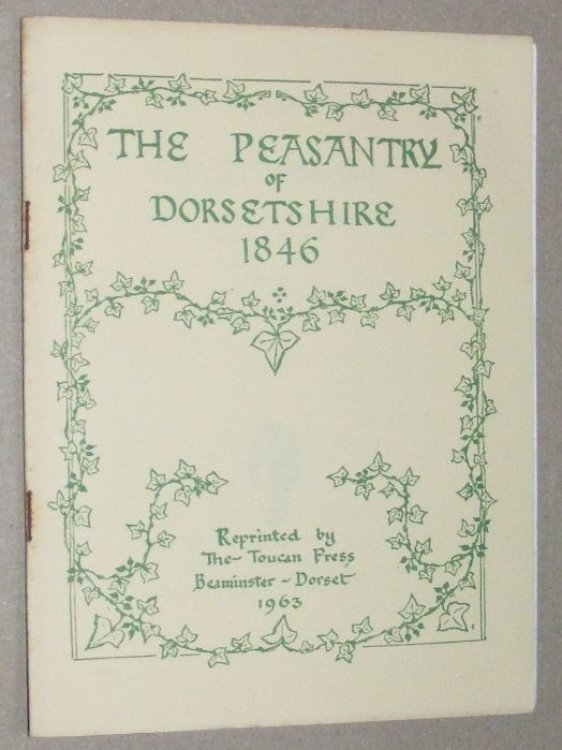 THE PEASANTRY
OF
DORSETSHIRE
1846
Reprinted by
The Toucan Press
Beaminster - Dorset
1963